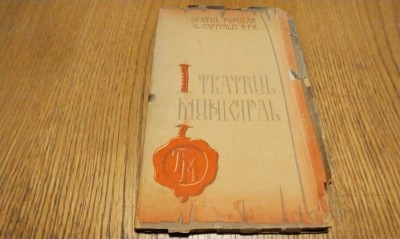 SFATUL POPULAR
AL CAPITALEI R.P.R.
TEATRUL
MUNICIPAL
TM